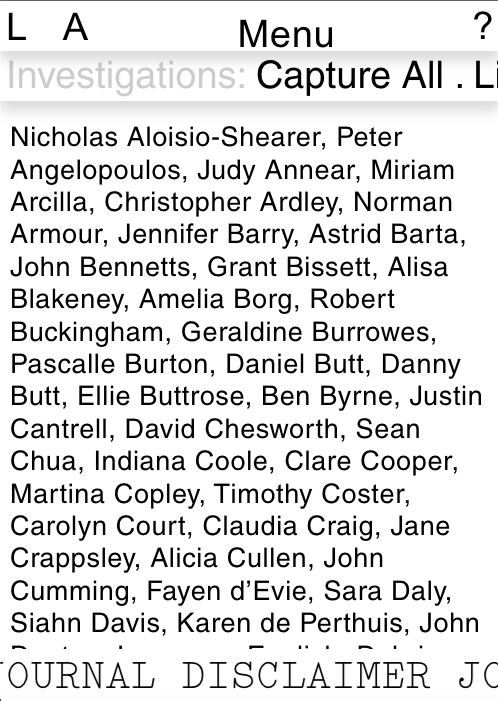 L A Menu ?
Investigations: Capture All . Li
Nicholas Aloisio-Shearer, Peter
Angelopoulos, Judy Annear, Miriam
Arcilla, Christopher Ardley, Norman
Armour, Jennifer Barry, Astrid Barta,
John Bennetts, Grant Bissett, Alisa
Blakeney, Amelia Borg, Robert
Buckingham, Geraldine Burrowes,
Pascalle Burton, Daniel Butt, Danny
Butt, Ellie Buttrose, Ben Byrne, Justin
Cantrell, David Chesworth, Sean
Chua, Indiana Coole, Clare Cooper,
Martina Copley, Timothy Coster,
Carolyn Court, Claudia Craig, Jane
Crappsley, Alicia Cullen, John
Cumming, Fayen d’Evie, Sara Daly,
Siahn Davis, Karen de Perthuis, John
JOURNAL DISCLAIMER JO